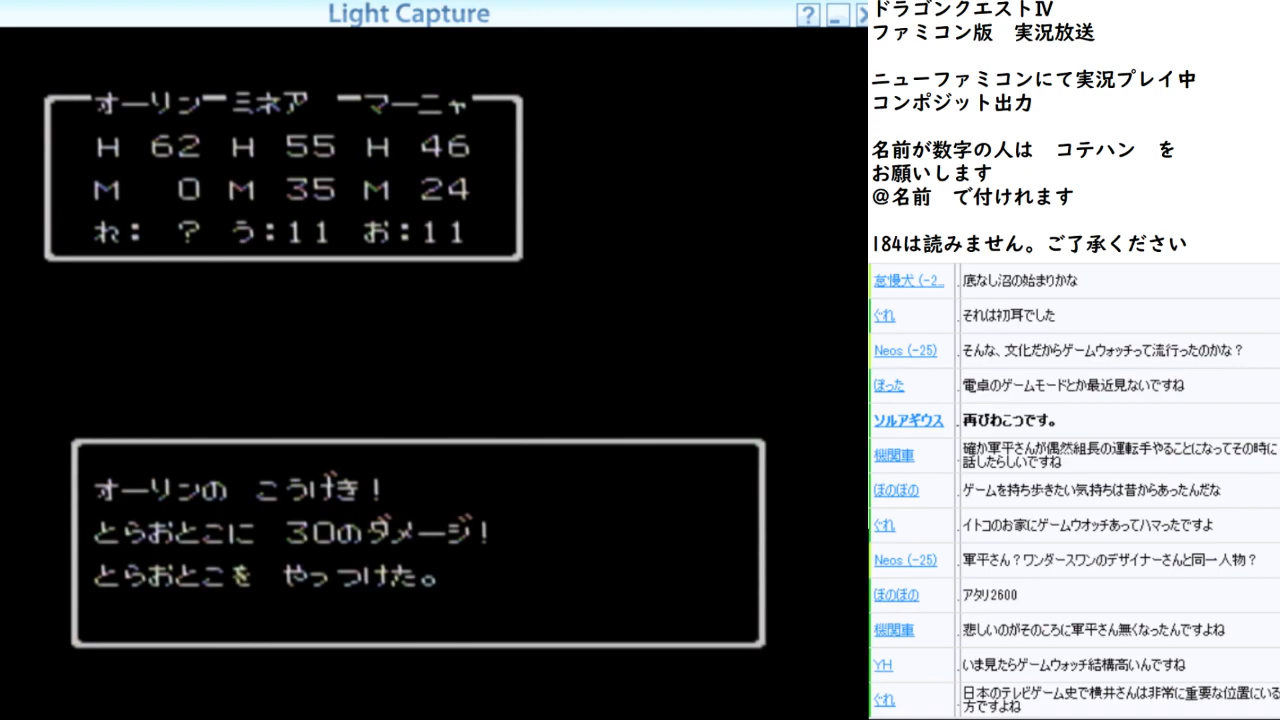 Light Capture
オーリン ミネア マーニャ
H 62 H 55 H 46
M 0 M 35 M 24
れ: ? う:11 お:11
オーリンの こうげき!
とらおとこに 30のダメージ!
とらおとこを やっつけた。
ドラゴンクエストⅣ
ファミコン版 実況放送
ニューファミコンにて実況プレイ中
コンポジット出力
名前が数字の人は コテハン を
お願いします
@名前 で付けれます
184は読みません。ご了承ください
怠慢犬 (-2... .底なし沼の始まりかな
ぐれ .それは初耳でした
Neos (-25) .そんな、文化だからゲームウォッチって流行ったのかな?
ぽった .電卓のゲームモードとか最近見ないですね
ソルアギウス .再びわこつです。
機関車 .確か軍平さんが偶然組長の運転手やることになってその時に
話したらしいですね
ぼのぼの .ゲームを持ち歩きたい気持ちは昔からあったんだな
ぐれ .イトコのお家にゲームウオッチあってハマったですよ
Neos (-25) .軍平さん?ワンダースワンのデザイナーさんと同一人物?
ぼのぼの .アタリ2600
機関車 .悲しいのがそのころに軍平さん無くなったんですよね
YH .いま見たらゲームウォッチ結構高いんですね
ぐれ .日本のテレビゲーム史で横井さんは非常に重要な位置にいる
方ですよね